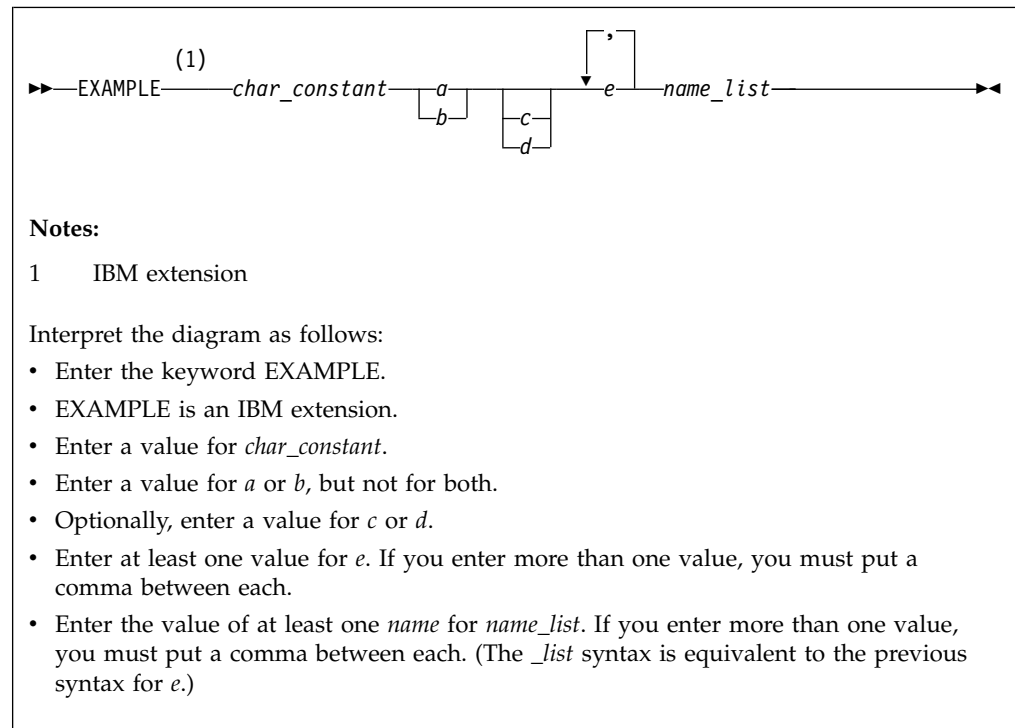 ,
(1)
EXAMPLE char_constant a e name_list
b c
d
Notes:
1 IBM extension
Interpret the diagram as follows:
• Enter the keyword EXAMPLE.
• EXAMPLE is an IBM extension.
• Enter a value for char_constant.
• Enter a value for a or b, but not for both.
• Optionally, enter a value for c or d.
• Enter at least one value for e. If you enter more than one value, you must put a
comma between each.
• Enter the value of at least one name for name_list. If you enter more than one value,
you must put a comma between each. (The _list syntax is equivalent to the previous
syntax for e.)